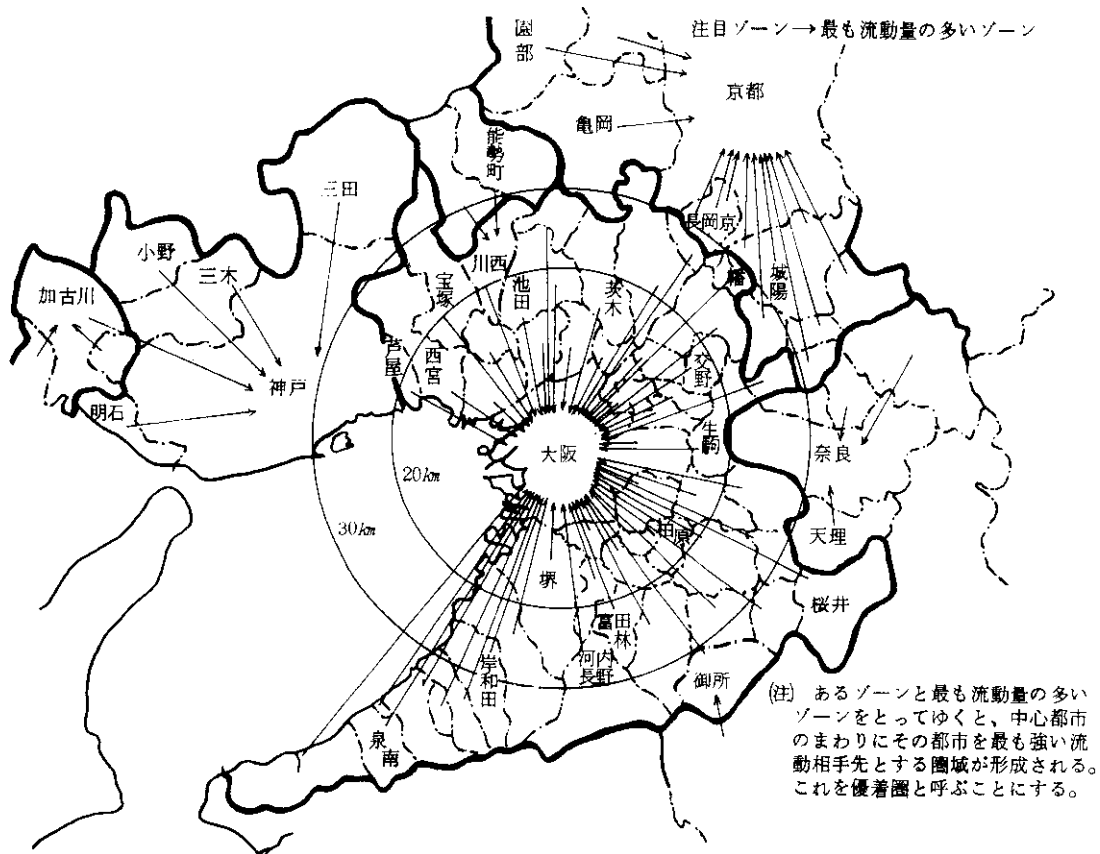 注目ゾーン→最も流動量の多いゾーン
園部
京都
亀岡
能勢町
三田
長岡京
小野
川西
幡
城陽
三木
宝塚
池田
茨木
加古川
芦屋
西宮
交野
神戸
明石
生駒
大阪
奈良
20km
30km
柏原
天理
堺
桜井
富田林
岸和田
河内長野
御所
泉南
(注) あるゾーンと最も流動量の多い
ゾーンをとってゆくと、中心都市
のまわりにその都市を最も強い流
動相手先とする圏域が形成される。
これを優着圏と呼ぶことにする。